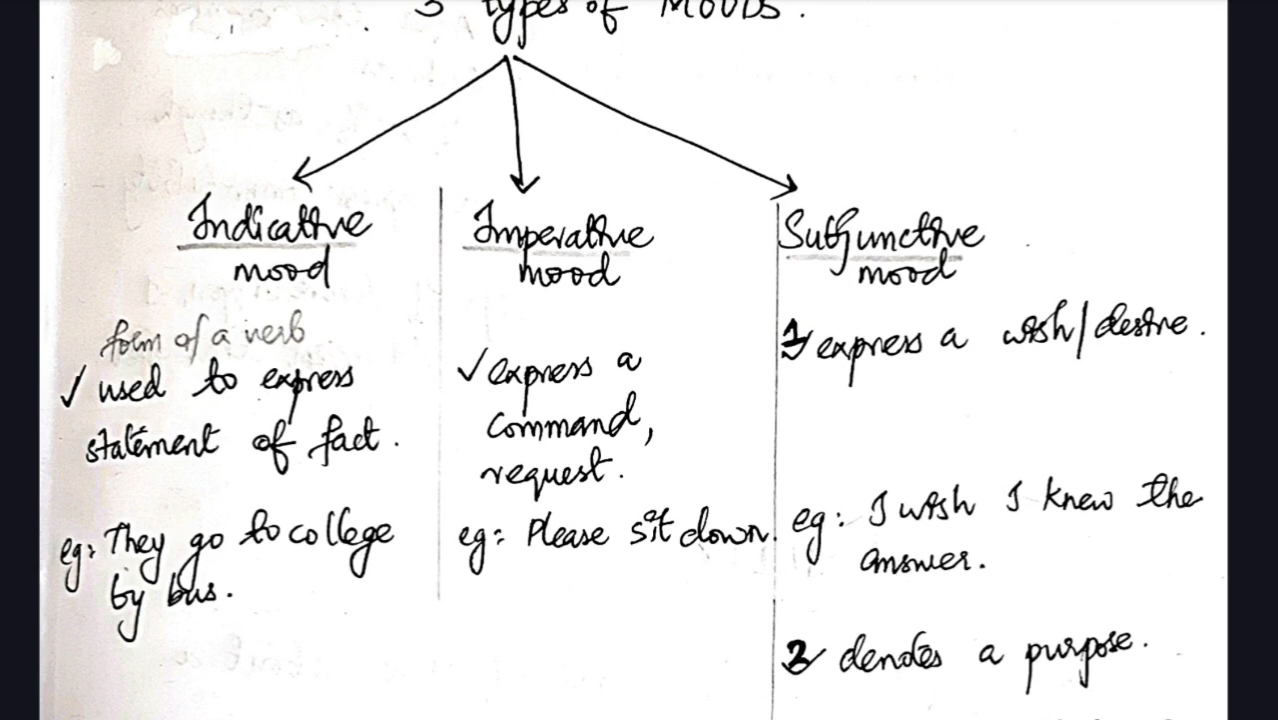 3 types of MOODS.
Indicative
mood
form of a verb
✓ used to express
statement of fact.
eg: They go to college
by bus.
Imperative
mood
✓ express a
command,
request.
eg: Please sit down.
Subjunctive
mood
1) express a wish/desire.
eg: I wish I knew the
answer.
2) denotes a purpose.